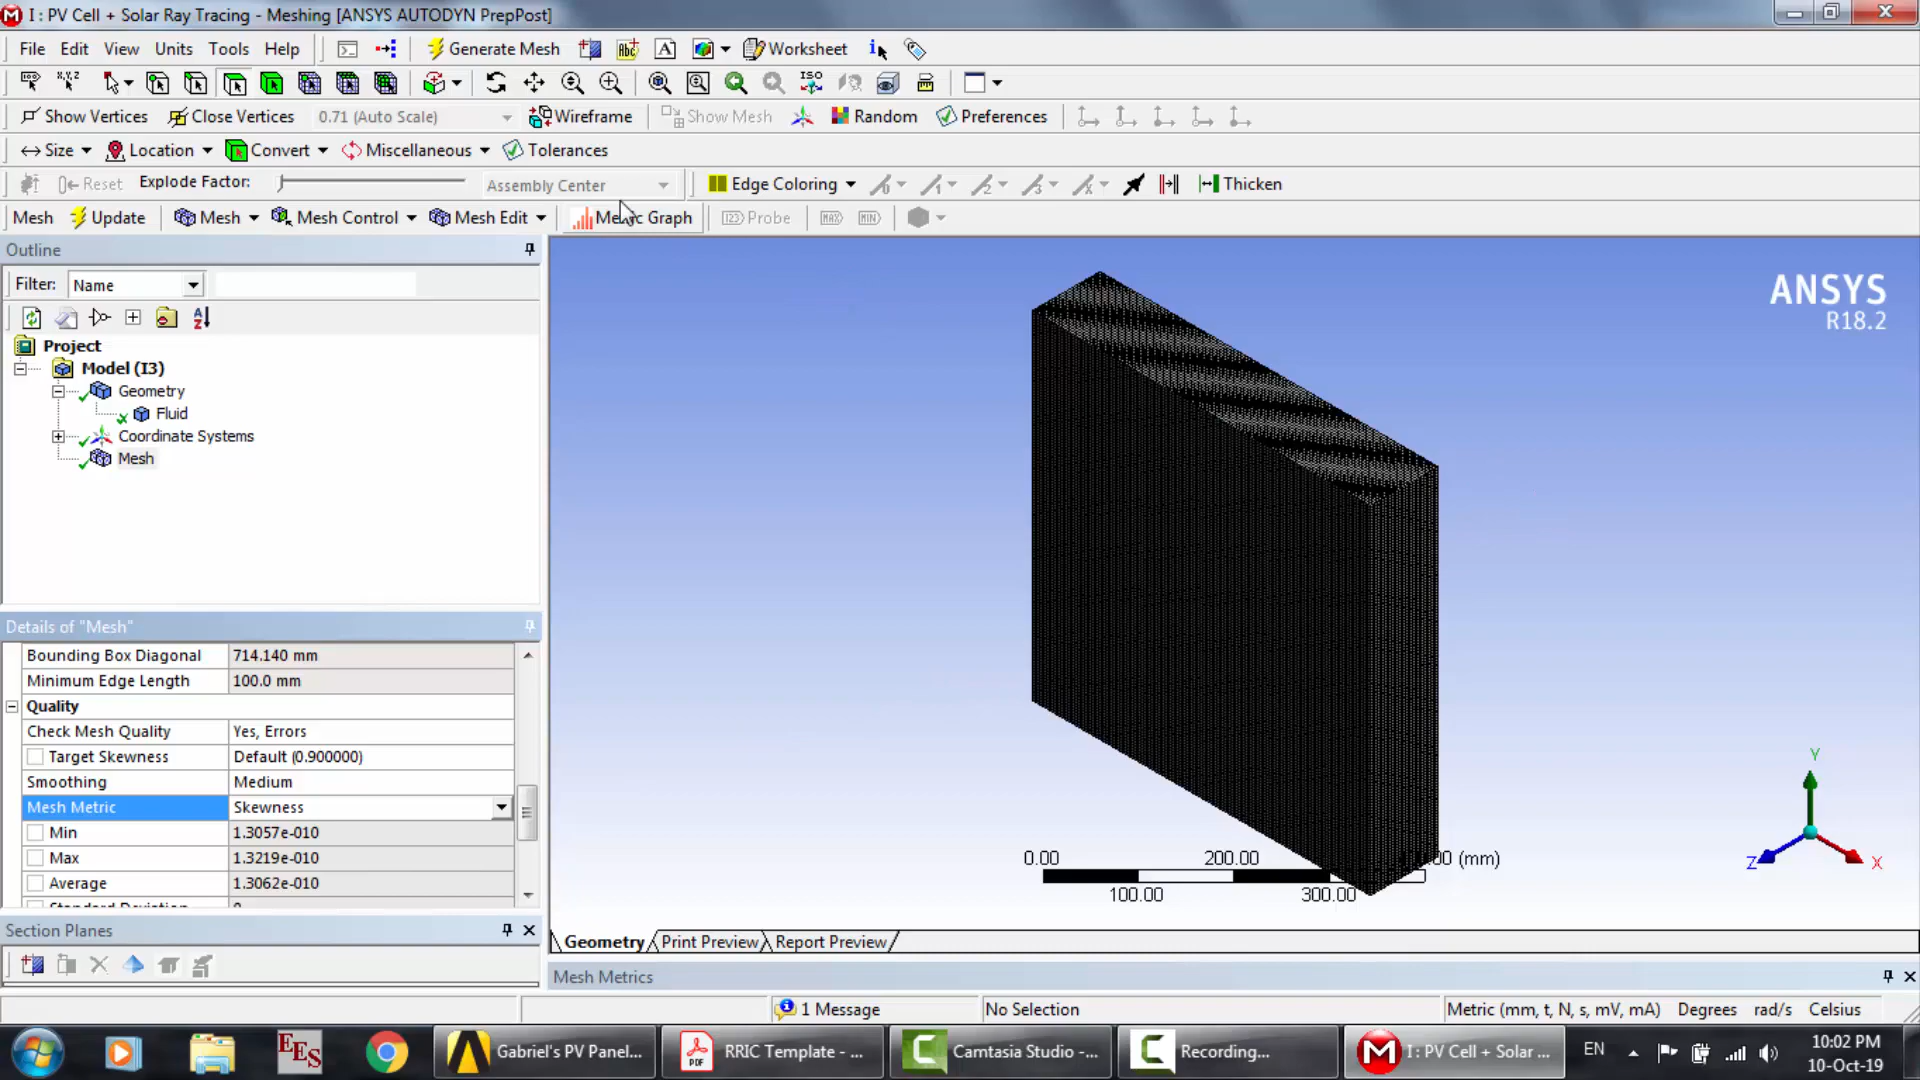 I : PV Cell + Solar Ray Tracing - Meshing [ANSYS AUTODYN PrepPost]
File Edit View Units Tools Help Generate Mesh Worksheet
ISO
Show Vertices Close Vertices 0.71 (Auto Scale) Wireframe Show Mesh Random Preferences
Size Location Convert Miscellaneous Tolerances
Reset Explode Factor: Assembly Center Edge Coloring Thicken
Mesh Update Mesh Mesh Control Mesh Edit Metric Graph Probe MAX MIN
Outline
Filter: Name
Project
Model (I3)
Geometry
Fluid
Coordinate Systems
Mesh
Details of "Mesh"
Bounding Box Diagonal 714.140 mm
Minimum Edge Length 100.0 mm
Quality
Check Mesh Quality Yes, Errors
Target Skewness Default (0.900000)
Smoothing Medium
Mesh Metric Skewness
Min 1.3057e-010
Max 1.3219e-010
Average 1.3062e-010
Section Planes
ANSYS
R18.2
Y
Z X
0.00 200.00 (mm)
100.00 300.00
Geometry Print Preview Report Preview
Mesh Metrics
1 Message No Selection Metric (mm, t, N, s, mV, mA) Degrees rad/s Celsius
EES Gabriel's PV Panel... PDF RRIC Template - ... Camtasia Studio -... Recording... I : PV Cell + Solar ... EN 10:02 PM
10-Oct-19